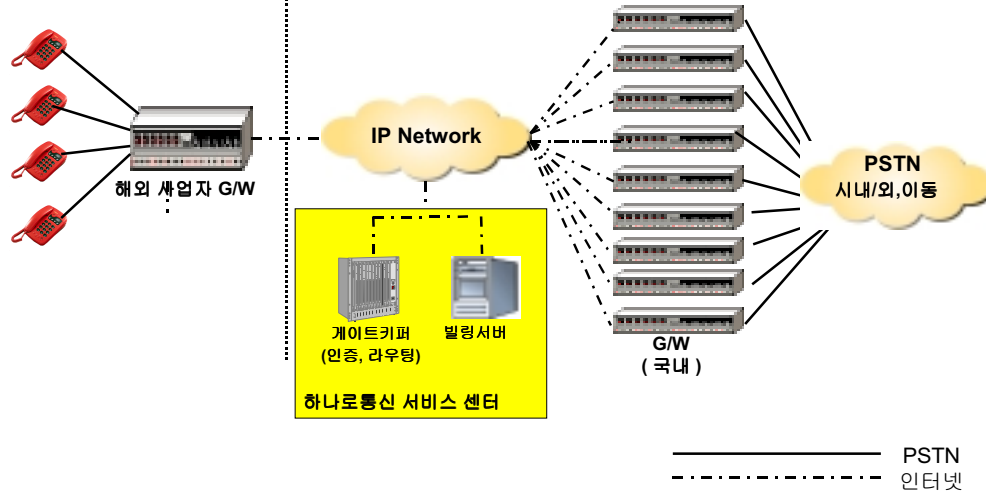 해외 사업자 G/W
IP Network
PSTN
시내/외,이동
게이트키퍼
(인증, 라우팅)
빌링서버
하나로통신 서비스 센터
G/W
( 국내 )
PSTN
인터넷